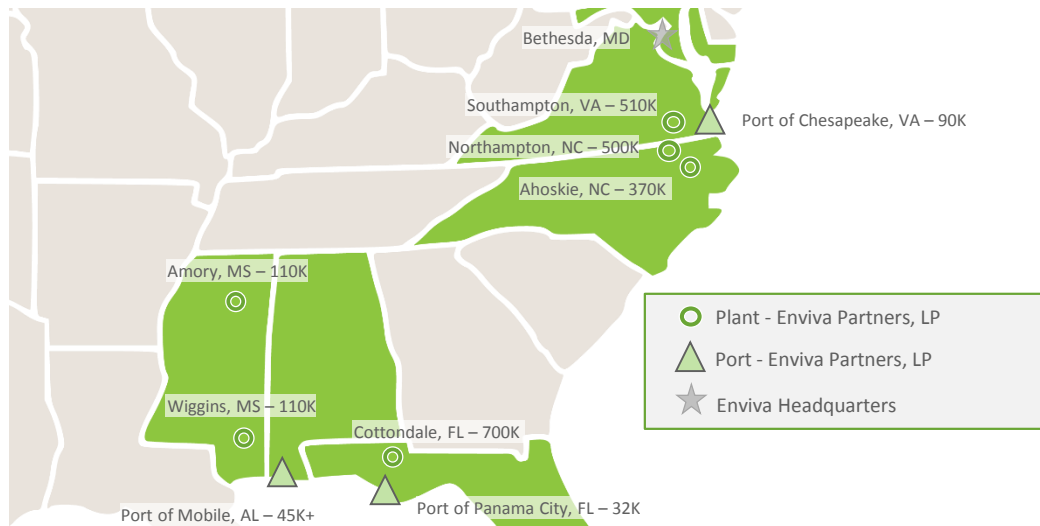 Bethesda, MD
Southampton, VA – 510K
Port of Chesapeake, VA – 90K
Northampton, NC – 500K
Ahoskie, NC – 370K
Amory, MS – 110K
Plant - Enviva Partners, LP
Port - Enviva Partners, LP
Enviva Headquarters
Wiggins, MS – 110K
Cottondale, FL – 700K
Port of Mobile, AL – 45K+
Port of Panama City, FL – 32K